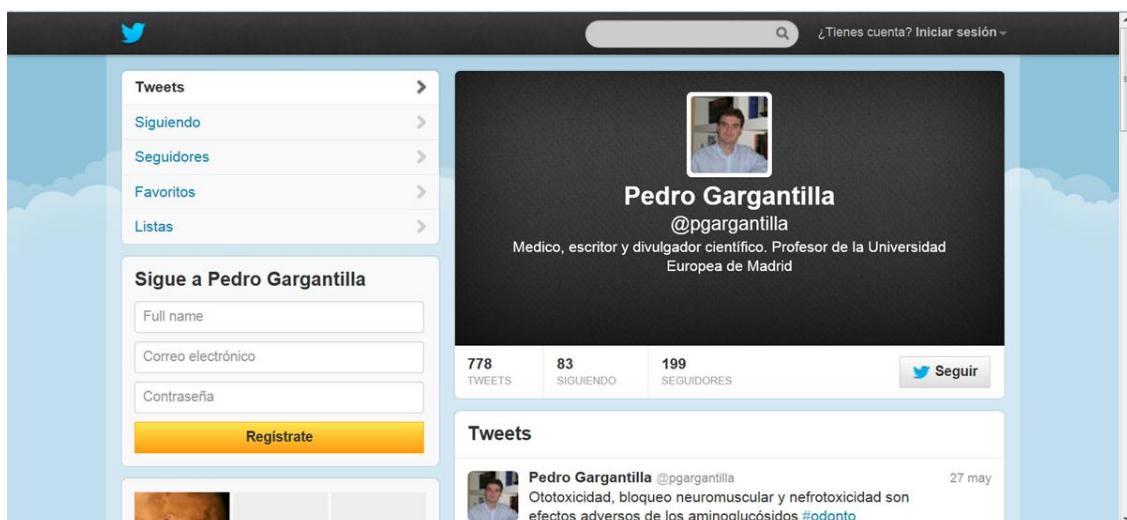 ¿Tienes cuenta? Iniciar sesión
Tweets
Siguiendo
Seguidores
Favoritos
Listas
Sigue a Pedro Gargantilla
Full name
Correo electrónico
Contraseña
Regístrate
Pedro Gargantilla
@pgargantilla
Medico, escritor y divulgador científico. Profesor de la Universidad
Europea de Madrid
778
TWEETS
83
SIGUIENDO
199
SEGUIDORES
Seguir
Tweets
Pedro Gargantilla @pgargantilla 27 may
Ototoxicidad, bloqueo neuromuscular y nefrotoxicidad son
efectos adversos de los aminoglucósidos #odonto